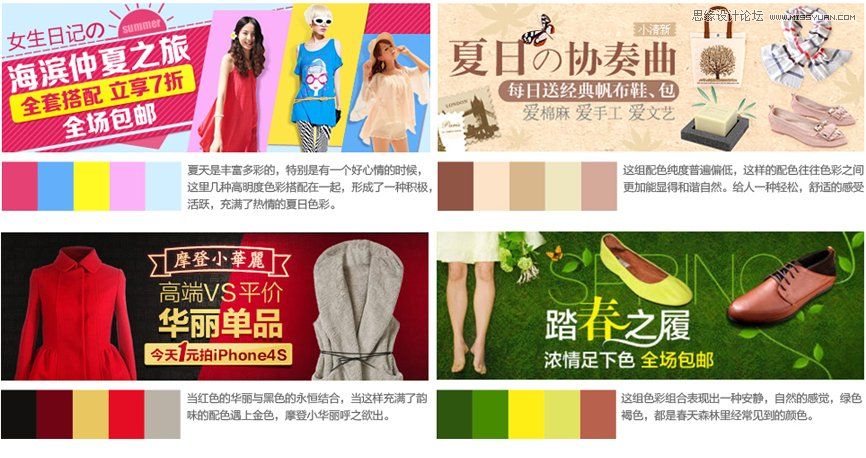 思缘设计论坛 WWW.MISSYUAN.COM
女生日记の
summer
海滨仲夏之旅
全套搭配 立享7折
全场包邮
小清新
夏日の协奏曲
每日送经典帆布鞋、包
爱棉麻 爱手工 爱文艺
LONDON
Paris
夏天是丰富多彩的，特别是有一个好心情的时候，
这里几种高明度色彩搭配在一起，形成了一种积极，
活跃，充满了热情的夏日色彩。
这组配色纯度普遍偏低，这样的配色往往色彩之间
更加能显得和谐自然。给人一种轻松，舒适的感受
摩登小華麗
高端VS平价
华丽单品
今天1元拍iPhone4S
SPRING
踏春之履
浓情足下色 全场包邮
当红色的华丽与黑色的永恒结合，当这样充满了韵
味的配色遇上金色，摩登小华丽呼之欲出。
这组色彩组合表现出一种安静，自然的感觉，绿色
褐色，都是春天森林里经常见到的颜色。